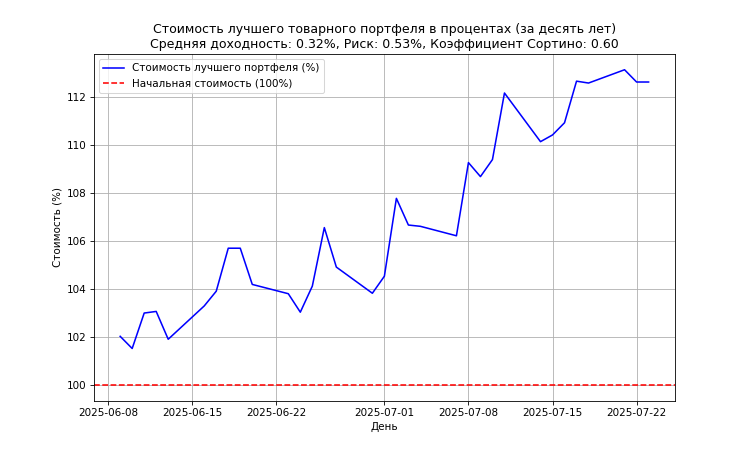 Стоимость лучшего товарного портфеля в процентах (за десять лет)
Средняя доходность: 0.32%, Риск: 0.53%, Коэффициент Сортино: 0.60
Стоимость лучшего портфеля (%)
Начальная стоимость (100%)
Стоимость (%)
112
110
108
106
104
102
100
2025-06-08
2025-06-15
2025-06-22
2025-07-01
2025-07-08
2025-07-15
2025-07-22
День